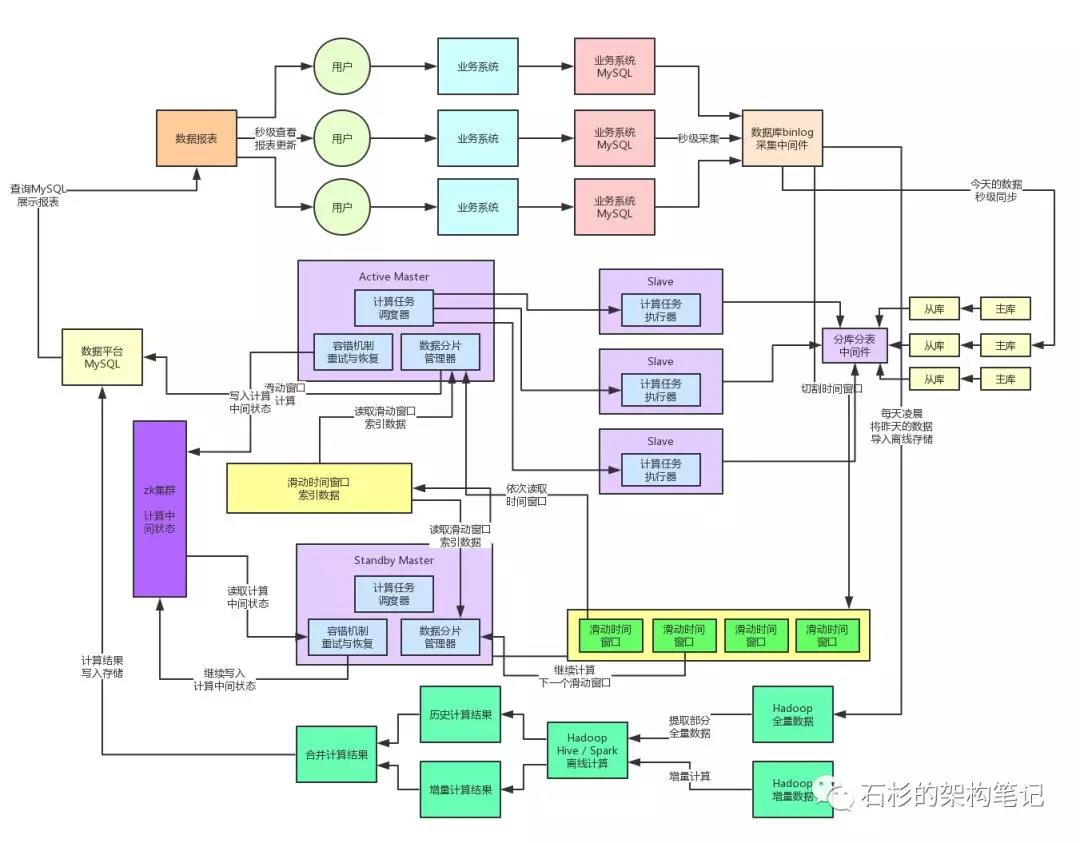 用户
业务系统
业务系统
MySQL
数据报表
秒级查看
报表更新
用户
业务系统
业务系统
MySQL
秒级采集
数据库binlog
采集中间件
用户
业务系统
业务系统
MySQL
查询MySQL
展示报表
今天的数据
秒级同步
Active Master
计算任务
调度器
容错机制
重试与恢复
数据分片
管理器
Slave
计算任务
执行器
Slave
计算任务
执行器
Slave
计算任务
执行器
分库分表
中间件
从库
主库
从库
主库
从库
主库
数据平台
MySQL
滑动窗口
计算
写入计算
中间状态
读取滑动窗口
索引数据
切割时间窗口
每天凌晨
将昨天的数据
导入离线存储
zk集群
计算中
间状态
滑动时间窗口
索引数据
依次读取
时间窗口
读取滑动窗口
索引数据
Standby Master
计算任务
调度器
容错机制
重试与恢复
数据分片
管理器
读取计算
中间状态
滑动时间
窗口
滑动时间
窗口
滑动时间
窗口
滑动时间
窗口
计算结果
写入存储
继续写入
计算中间状态
继续计算
下一个滑动窗口
历史计算结果
合并计算结果
增量计算结果
Hadoop
Hive / Spark
离线计算
提取部分
全量数据
增量计算
Hadoop
全量数据
Hadoop
增量数据
石杉的架构笔记